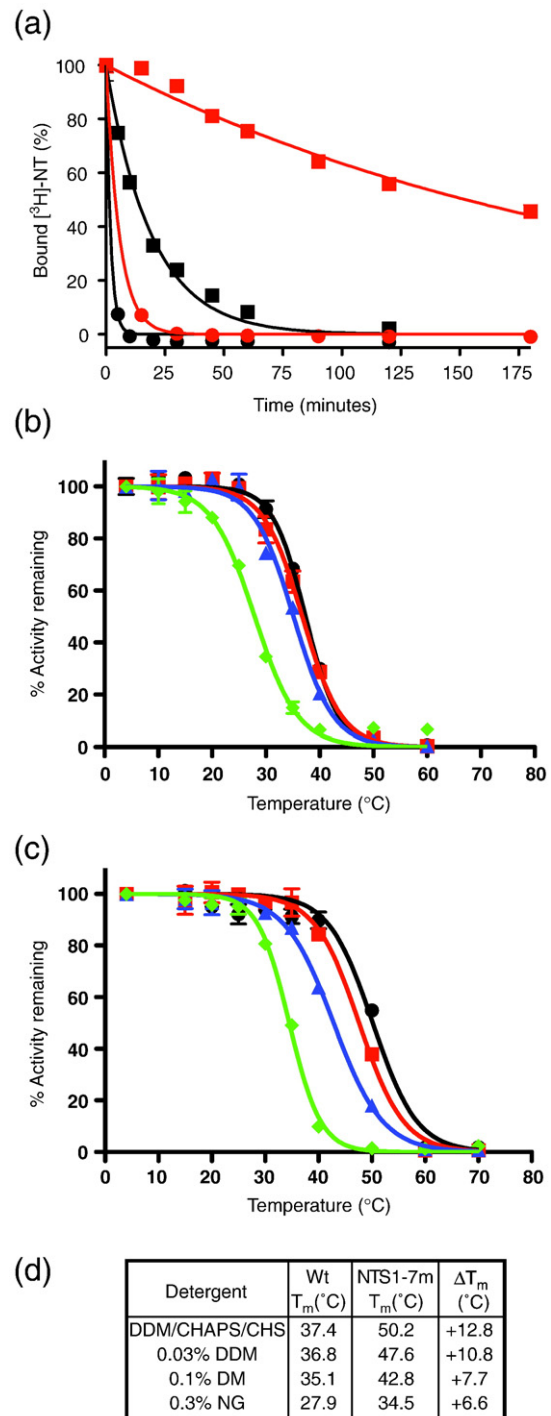 (a)
Bound [³H]-NT (%)
100
80
60
40
20
0
0 25 50 75 100 125 150 175
Time (minutes)
(b)
% Activity remaining
100
80
60
40
20
0
0 10 20 30 40 50 60 70 80
Temperature (°C)
(c)
% Activity remaining
100
80
60
40
20
0
0 10 20 30 40 50 60 70 80
Temperature (°C)
(d)
Detergent Wt Tm(°C) NTS1-7m Tm(°C) ΔTm (°C)
DDM/CHAPS/CHS 37.4 50.2 +12.8
0.03% DDM 36.8 47.6 +10.8
0.1% DM 35.1 42.8 +7.7
0.3% NG 27.9 34.5 +6.6